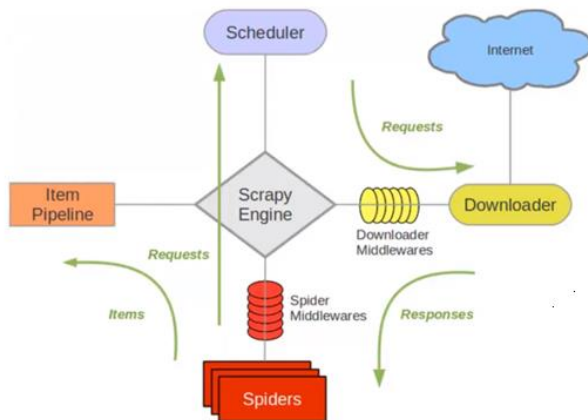 Scheduler
Internet
Requests
Item
Pipeline
Scrapy
Engine
Downloader
Downloader
Middlewares
Requests
Items
Spider
Middlewares
Responses
Spiders